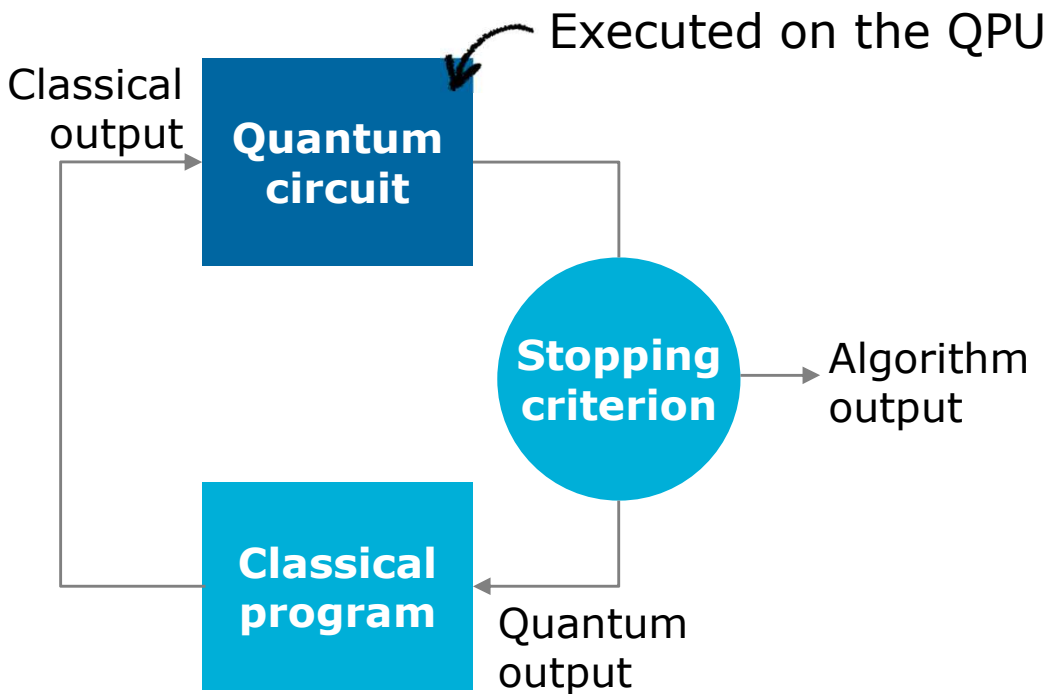 Executed on the QPU
Classical
output
Quantum
circuit
Stopping
criterion
Algorithm
output
Classical
program
Quantum
output